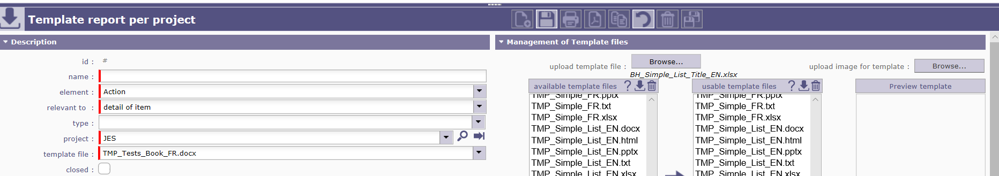 Template report per project
Description
id : #
name :
element : Action
relevant to : detail of item
type :
project : JES
template file : TMP_Tests_Book_FR.docx
closed :
Management of Template files
upload template file : Browse...
BH_Simple_List_Title_EN.xlsx
upload image for template : Browse...
available template files ?
TMP_Simple_FR.pptx
TMP_Simple_FR.txt
TMP_Simple_FR.xlsx
TMP_Simple_List_EN.docx
TMP_Simple_List_EN.html
TMP_Simple_List_EN.pptx
TMP_Simple_List_EN.txt
TMP_Simple_List_EN.xlsx
usable template files ?
TMP_Simple_FR.pptx
TMP_Simple_FR.txt
TMP_Simple_FR.xlsx
TMP_Simple_List_EN.docx
TMP_Simple_List_EN.html
TMP_Simple_List_EN.pptx
TMP_Simple_List_EN.txt
TMP_Simple_List_EN.xlsx
Preview template